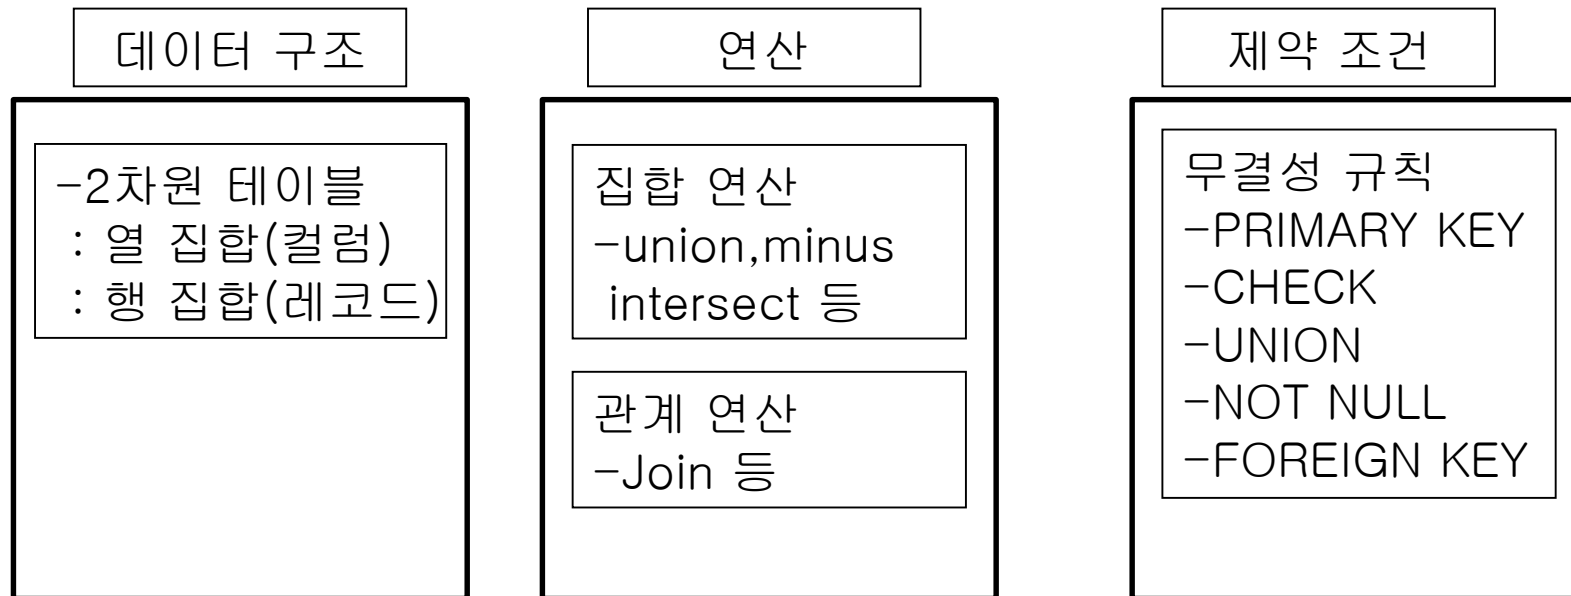 데이터 구조
-2차원 테이블
: 열 집합(컬럼)
: 행 집합(레코드)
연산
집합 연산
-union,minus
intersect 등
관계 연산
-Join 등
제약 조건
무결성 규칙
-PRIMARY KEY
-CHECK
-UNION
-NOT NULL
-FOREIGN KEY